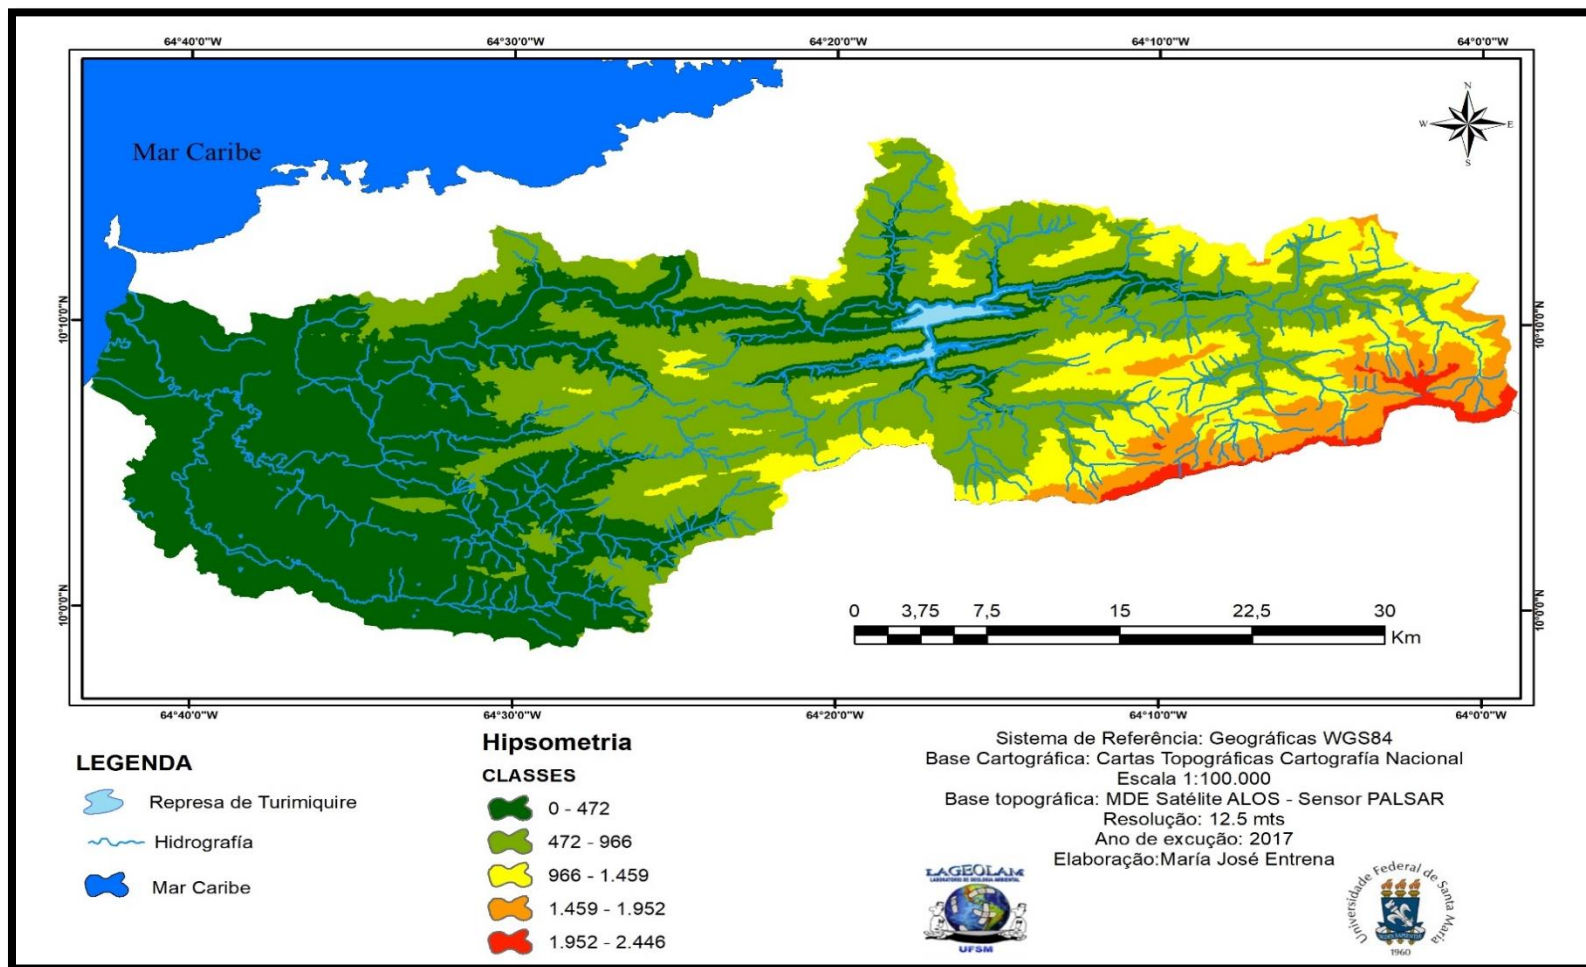 64°40'0"W 64°30'0"W 64°20'0"W 64°10'0"W 64°0'0"W
Mar Caribe
N
W E
S
10°10'0"N 10°10'0"N
10°0'0"N 10°0'0"N
0 3,75 7,5 15 22,5 30
Km
64°40'0"W 64°30'0"W 64°20'0"W 64°10'0"W 64°0'0"W
LEGENDA
Represa de Turimiquire
Hidrografía
Mar Caribe
Hipsometria
CLASSES
0 - 472
472 - 966
966 - 1.459
1.459 - 1.952
1.952 - 2.446
Sistema de Referência: Geográficas WGS84
Base Cartográfica: Cartas Topográficas Cartografía Nacional
Escala 1:100.000
Base topográfica: MDE Satélite ALOS - Sensor PALSAR
Resolução: 12.5 mts
Ano de excução: 2017
Elaboração:María José Entrena
LAGEOLAM
LABORATÓRIO DE GEOLOGIA AMBIENTAL
UFSM
Universidade Federal de Santa Maria
1960